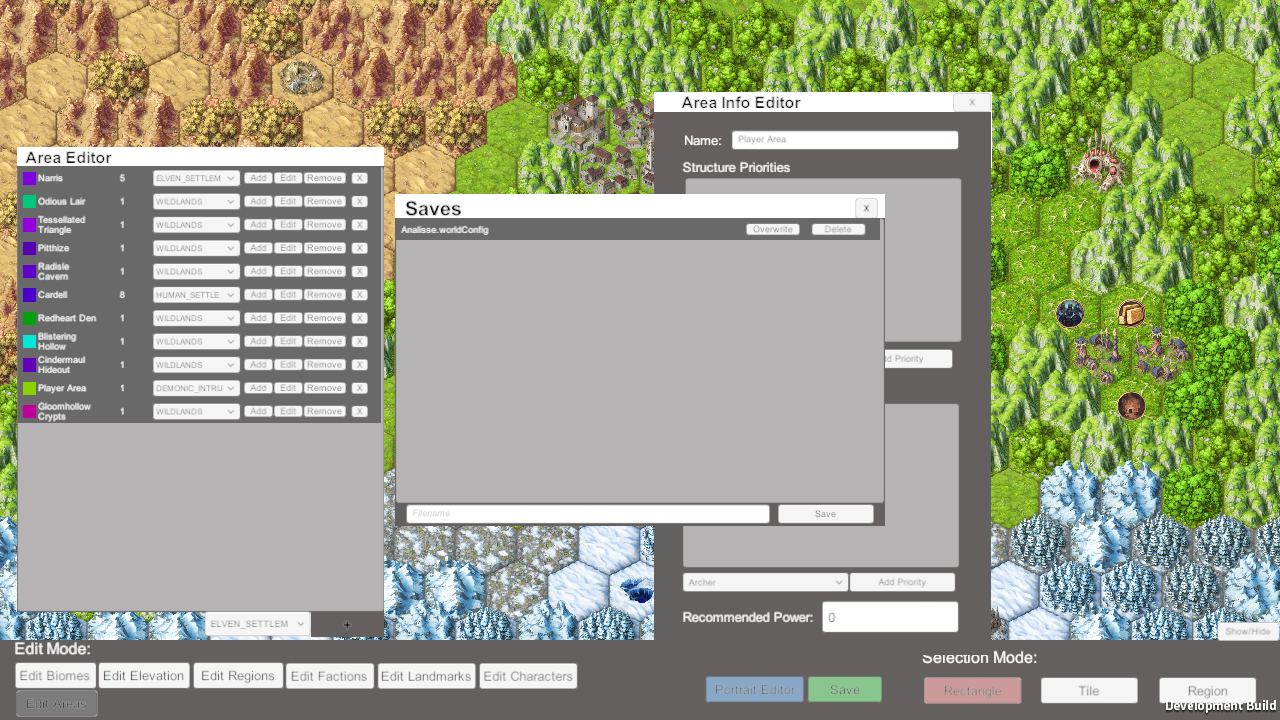 Area Info Editor
X
Name:
Player Area
Structure Priorities
Area Editor
Narris 5 ELVEN_SETTLEM Add Edit Remove X
Odious Lair 1 WILDLANDS Add Edit Remove X
Tessellated
Triangle 1 WILDLANDS Add Edit Remove X
Pitthize 1 WILDLANDS Add Edit Remove X
Radisle
Cavern 1 WILDLANDS Add Edit Remove X
Cardell 8 HUMAN_SETTLE Add Edit Remove X
Redheart Den 1 WILDLANDS Add Edit Remove X
Blistering
Hollow 1 WILDLANDS Add Edit Remove X
Cindermaul
Hideout 1 WILDLANDS Add Edit Remove X
Player Area 1 DEMONIC_INTRU Add Edit Remove X
Gloomhollow
Crypts 1 WILDLANDS Add Edit Remove X
ELVEN_SETTLEM +
Saves
X
Analisse.worldConfig Overwrite Delete
Filename Save
Priority
Archer Add Priority
Recommended Power: 0
Show/Hide
Edit Mode:
Edit Biomes Edit Elevation Edit Regions Edit Factions Edit Landmarks Edit Characters
Edit Areas
Portrait Editor Save
Selection Mode:
Rectangle Tile Region
Development Build